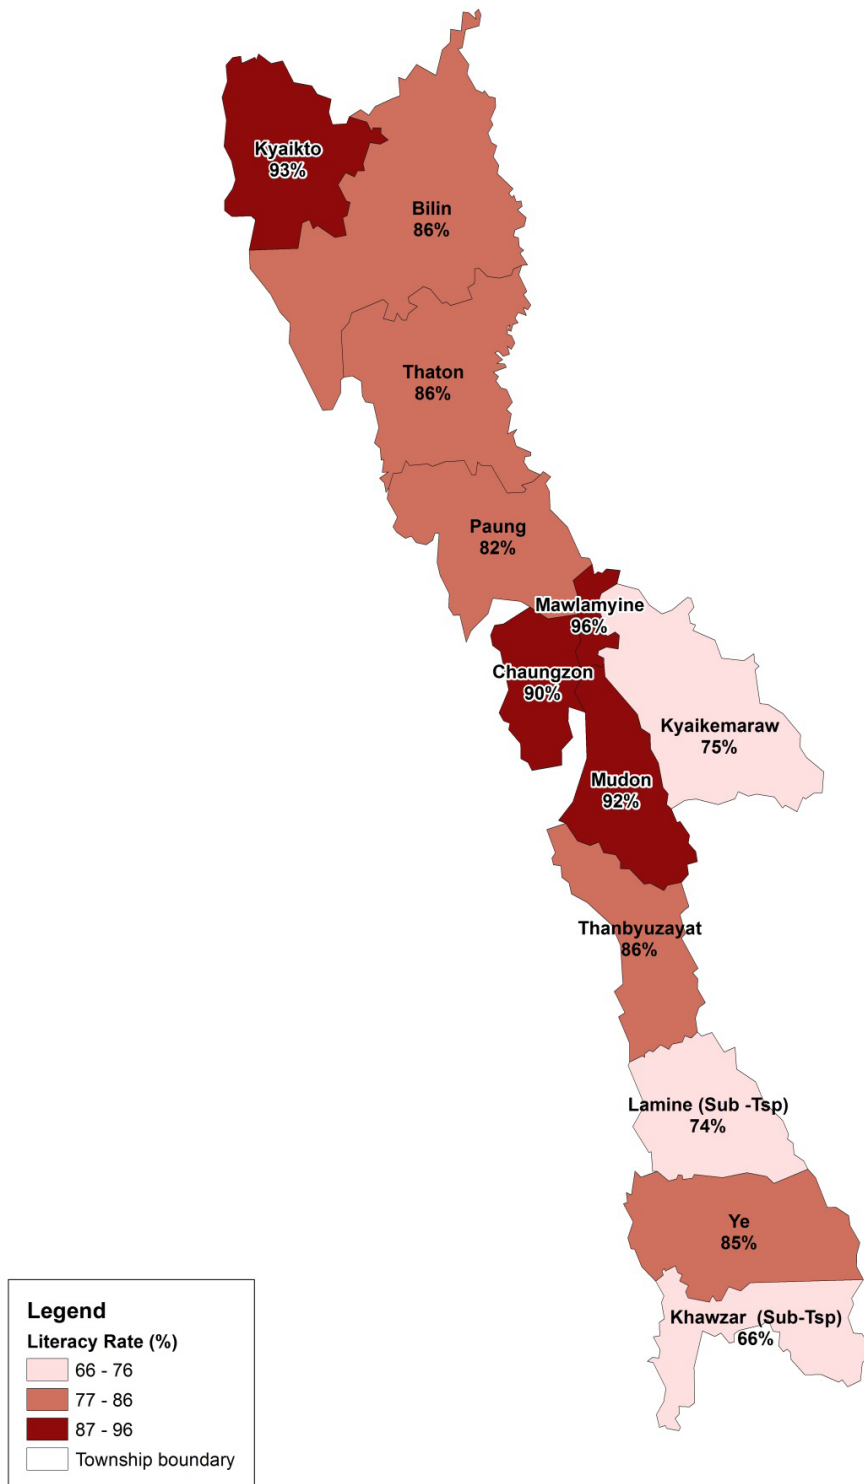 Kyaikto
93%
Bilin
86%
Thaton
86%
Paung
82%
Mawlamyine
96%
Chaungzon
90%
Kyaikemaraw
75%
Mudon
92%
Thanbyuzayat
86%
Lamine (Sub -Tsp)
74%
Ye
85%
Khawzar (Sub-Tsp)
66%
Legend
Literacy Rate (%)
66 - 76
77 - 86
87 - 96
Township boundary